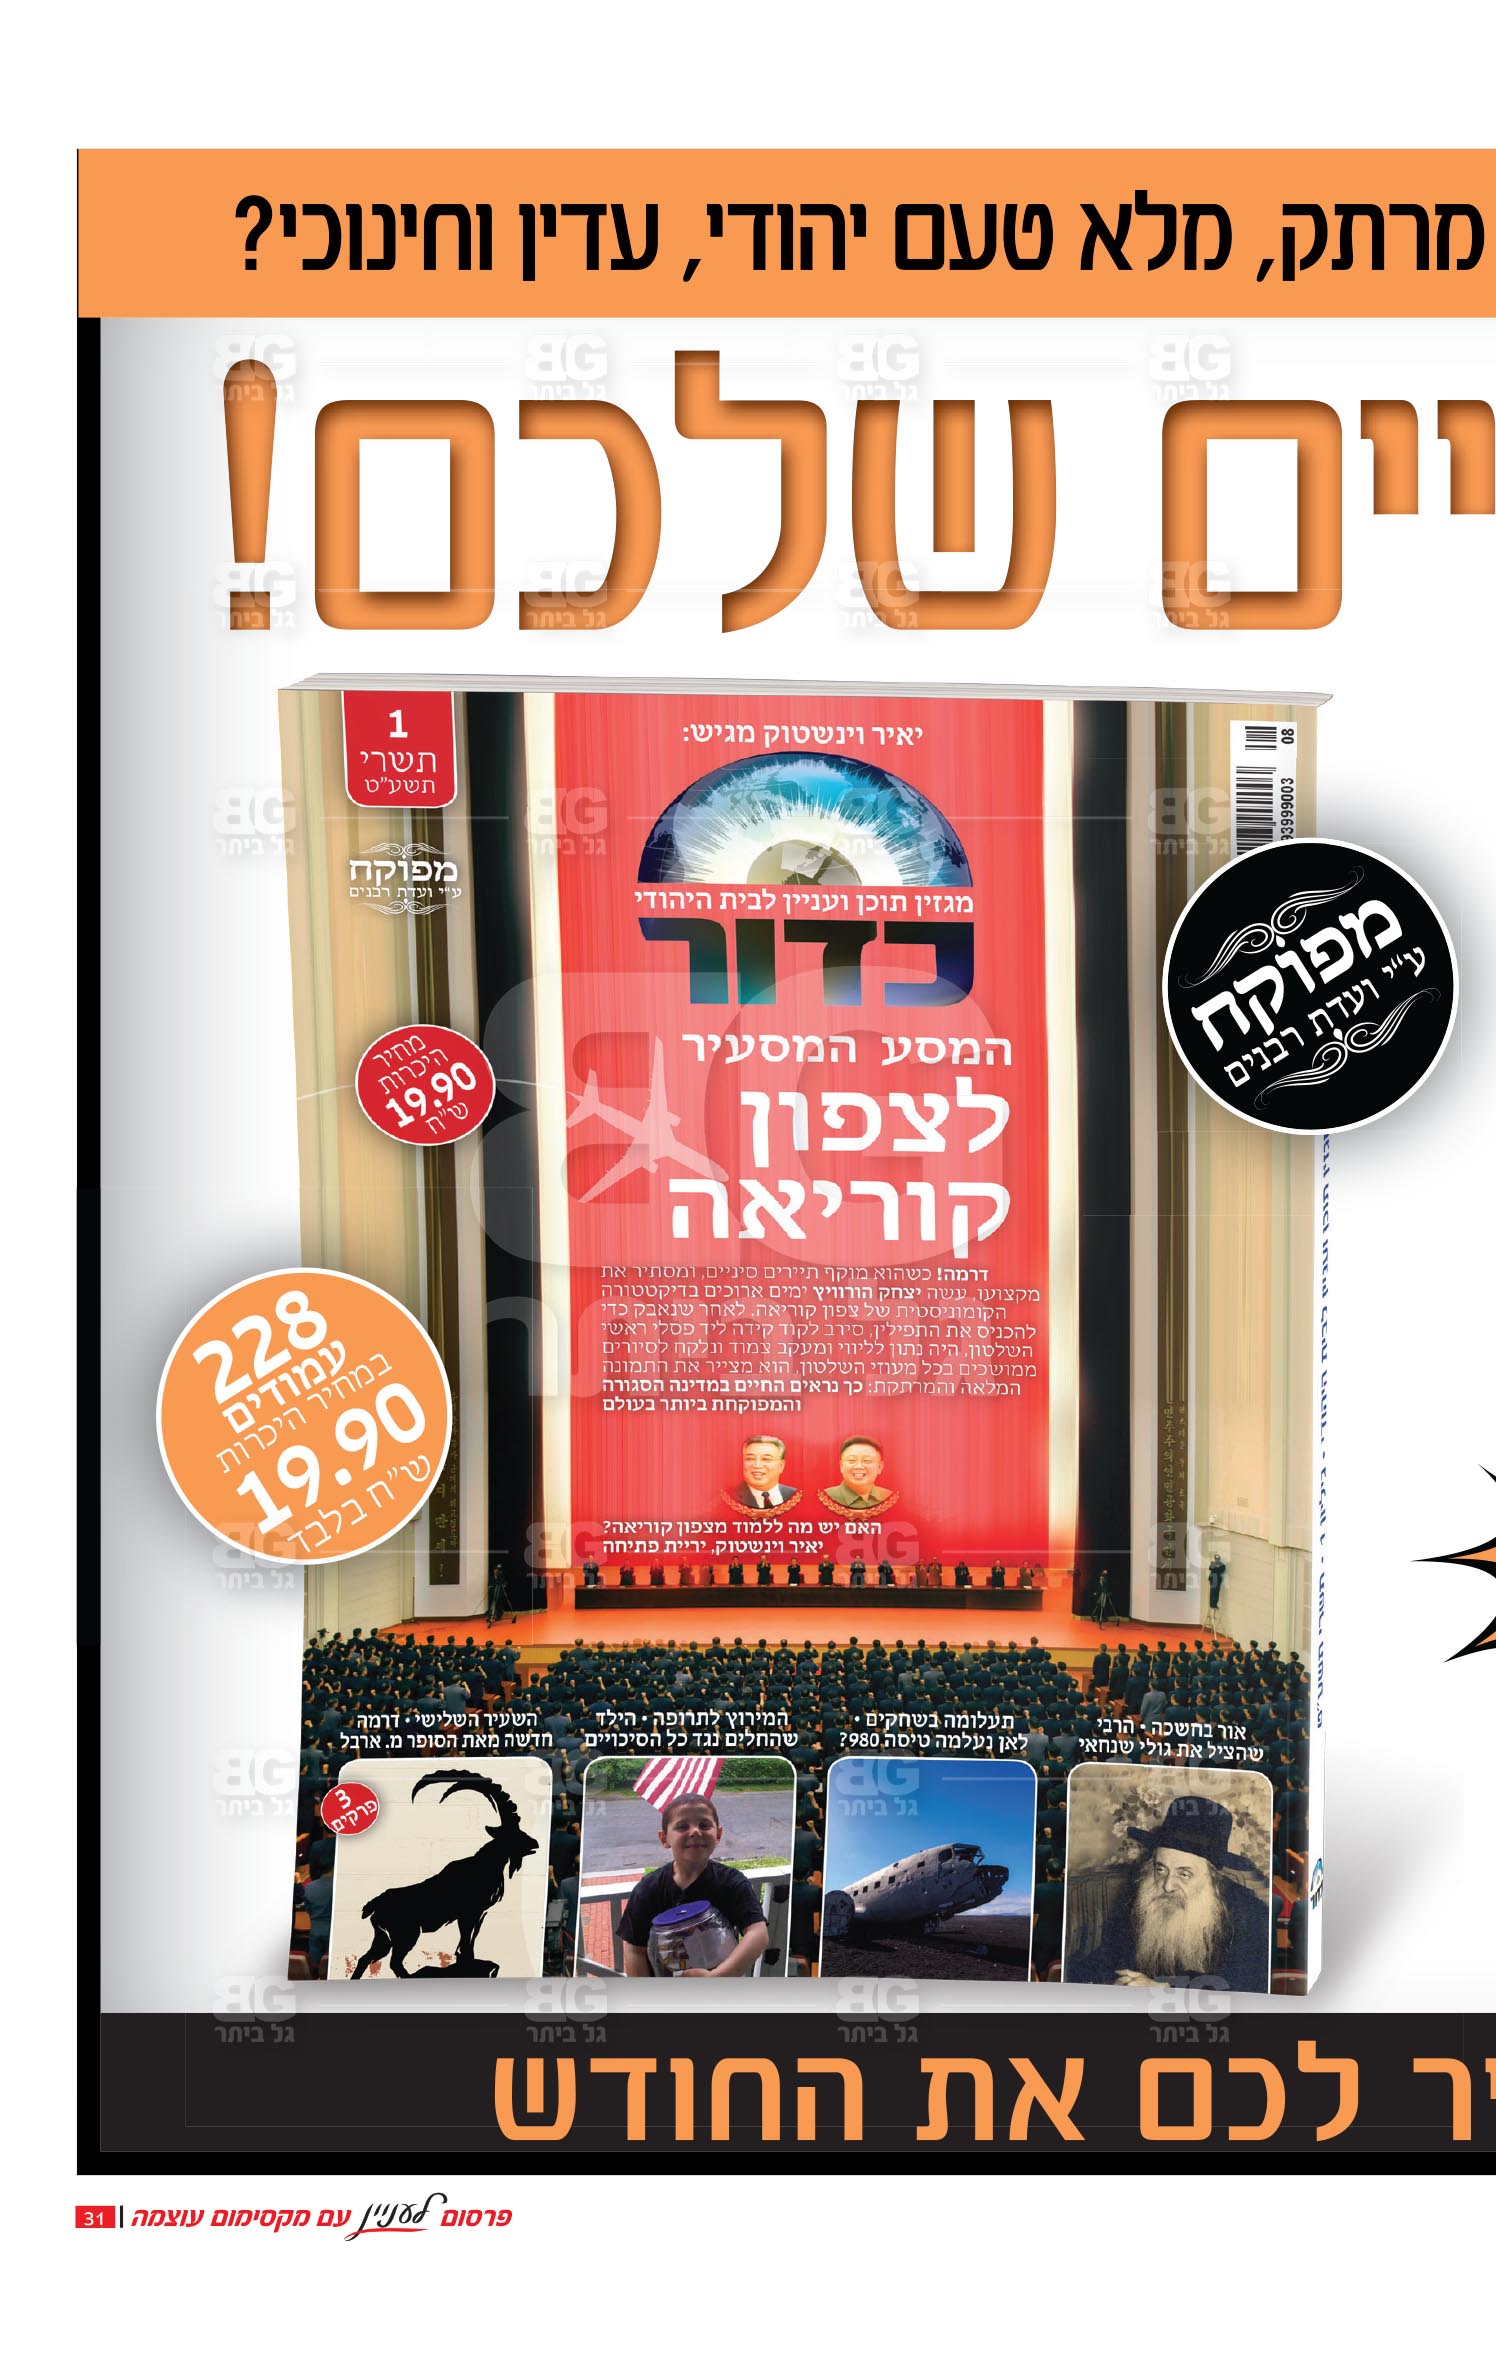 מרתק, מלא טעם יהודי, עדין וחינוכי?
יים שלכם!
1
תשרי
תשע"ט
מפוקח
ע"י ועדת רבנים
יאיר וינשטוק מגיש:
מגזין תוכן ועניין לבית היהודי
כדור
08
93999003
מפוקח
ע"י ועדת רבנים
המסע המסעיר
לצפון
קוריאה
מחיר
היכרות
19.90
ש"ח
דרמה! כשהוא מוקף תיירים סיניים, ומסתיר את
מקצועו, עשה יצחק הורוויץ ימים ארוכים בדיקטטורה
הקומוניסטית של צפון קוריאה. לאחר שנאבק כדי
להכניס את התפילין, סירב לקוד קידה ליד פסלי ראשי
השלטון, היה נתון לליווי ומעקב צמוד ונלקח לסיורים
ממושכים בכל מעוזי השלטון, הוא מצייר את התמונה
המלאה והמרתקת: כך נראים החיים במדינה הסגורה
והמפוקחת ביותר בעולם
228
עמודים
במחיר היכרות
19.90
ש"ח בלבד
האם יש מה ללמוד מצפון קוריאה?
יאיר וינשטוק, יריית פתיחה
אור בחשכה • הרבי
שהציל את גולי שנחאי
תעלומה בשחקים •
לאן נעלמה טיסה 980?
המירוץ לתרופה • הילד
שהחלים נגד כל הסיכויים
השעיר השלישי • דרמה
חדשה מאת הסופר מ. ארבל
3
פרקים
יר לכם את החודש
פרסום לעניין עם מקסימום עוצמה | 31
BG
גל ביתר